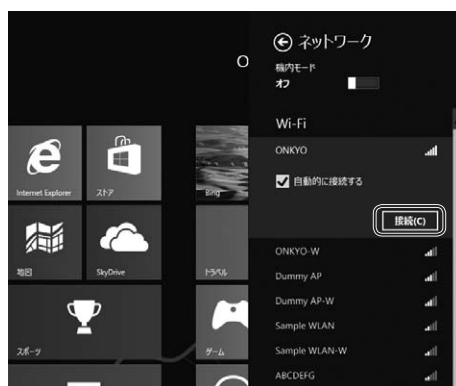 ネットワーク
機内モード
オフ
Wi-Fi
ONKYO
自動的に接続する
接続(C)
ONKYO-W
Dummy AP
Dummy AP-W
Sample WLAN
Sample WLAN-W
ABCDEFG
O
Internet Explorer
ストア
Bing
地図
SkyDrive
トラベル
スポーツ
ゲーム